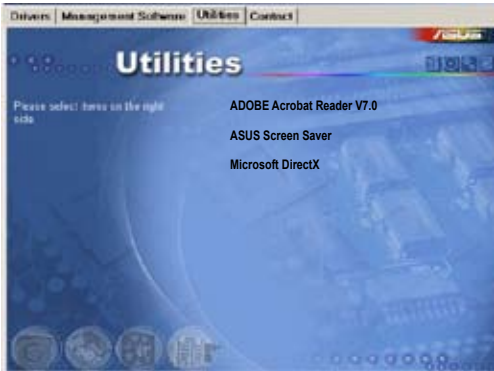 Drivers Management Software Utilities Contact
/ISUS
Utilities
Please select items on the right
side.
ADOBE Acrobat Reader V7.0
ASUS Screen Saver
Microsoft DirectX